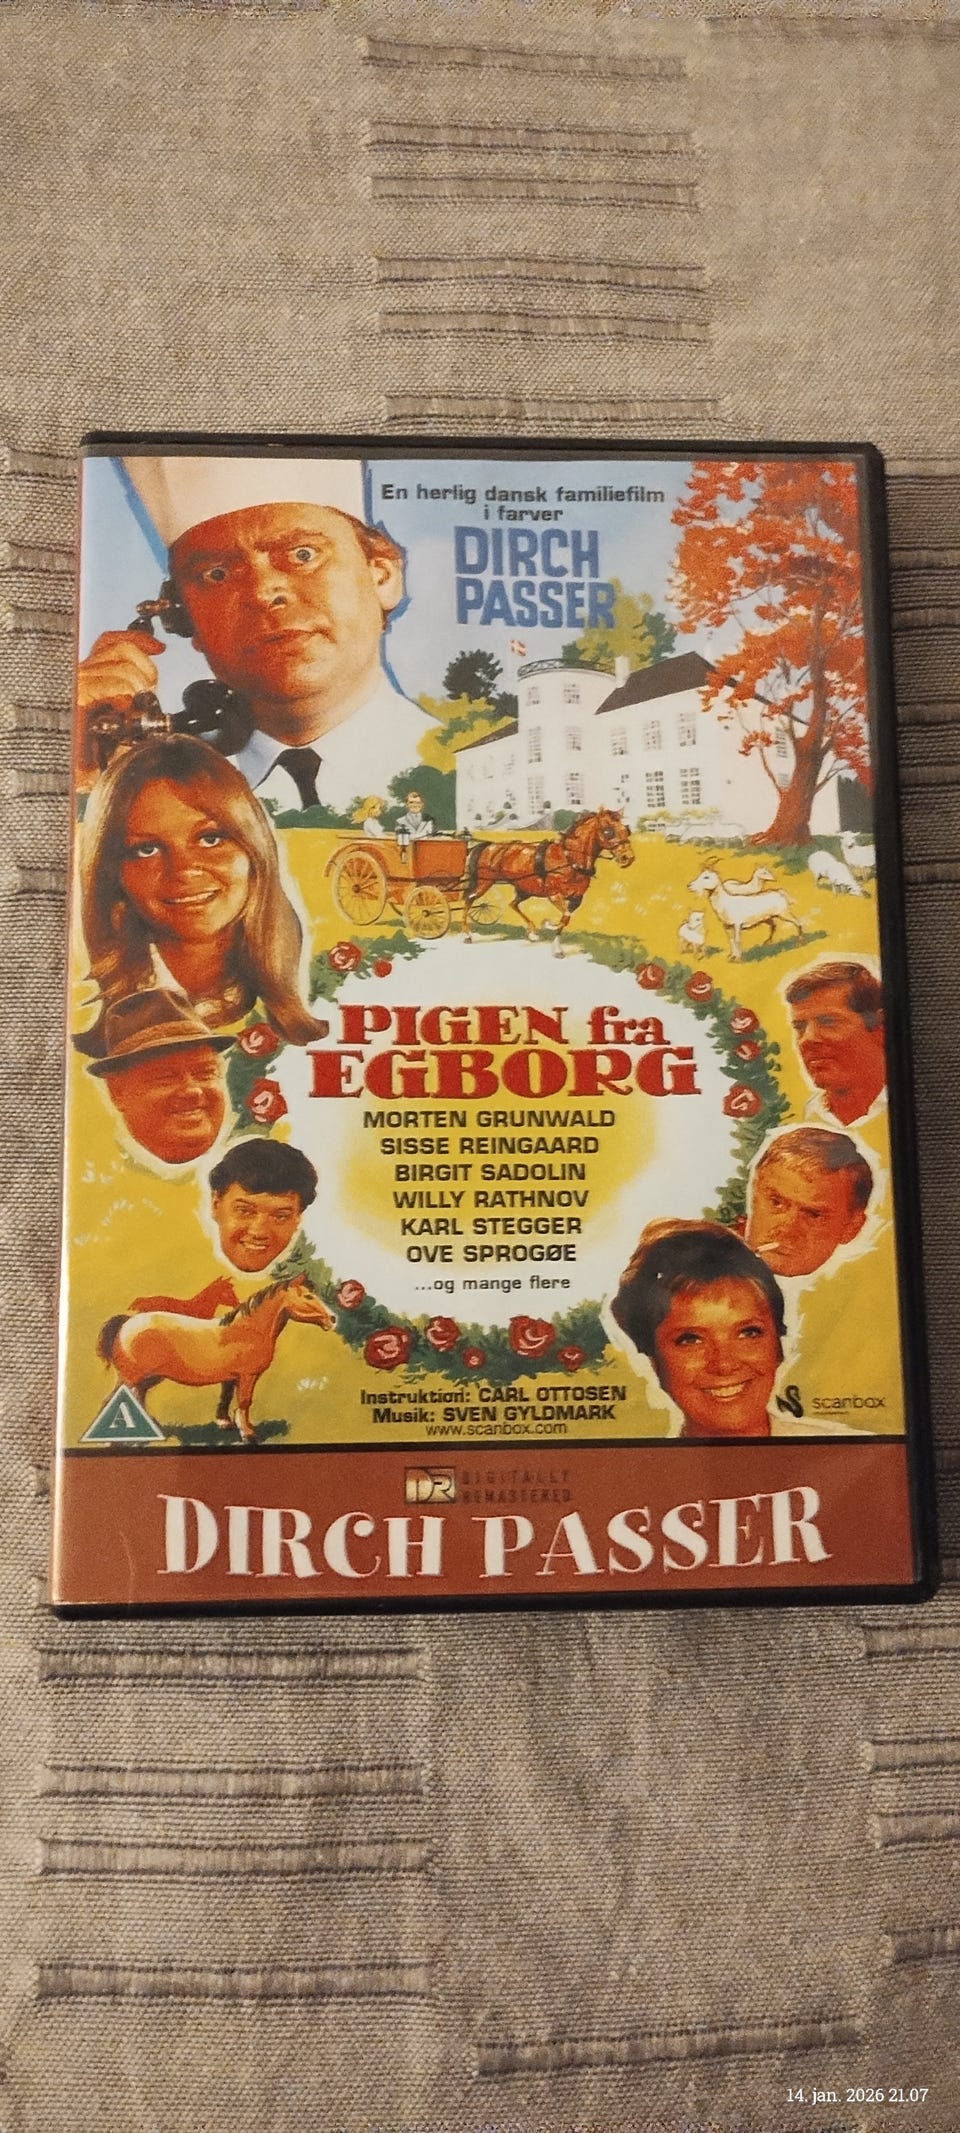 En herlig dansk familiefilm
i farver
DIRCH
PASSER
PIGEN fra
EGBORG
MORTEN GRUNWALD
SISSE REINGAARD
BIRGIT SADOLIN
WILLY RATHNOV
KARL STEGGER
OVE SPROGØE
...og mange flere
Instruktion: CARL OTTOSEN
Musik: SVEN GYLDMARK
www.scanbox.com
A
scanbox
DR DIGITALLY
REMASTERED
DIRCH PASSER
14. jan. 2026 21.07